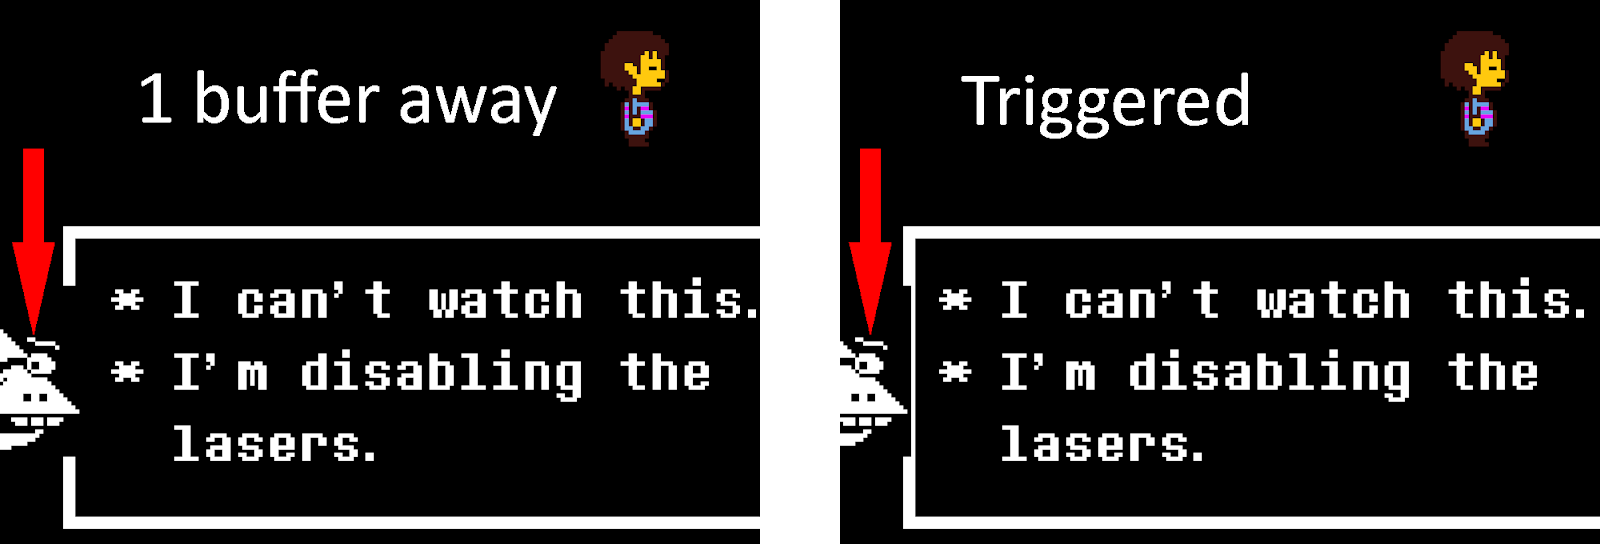 1 buffer away
* I can't watch this.
* I'm disabling the
lasers.
Triggered
* I can't watch this.
* I'm disabling the
lasers.